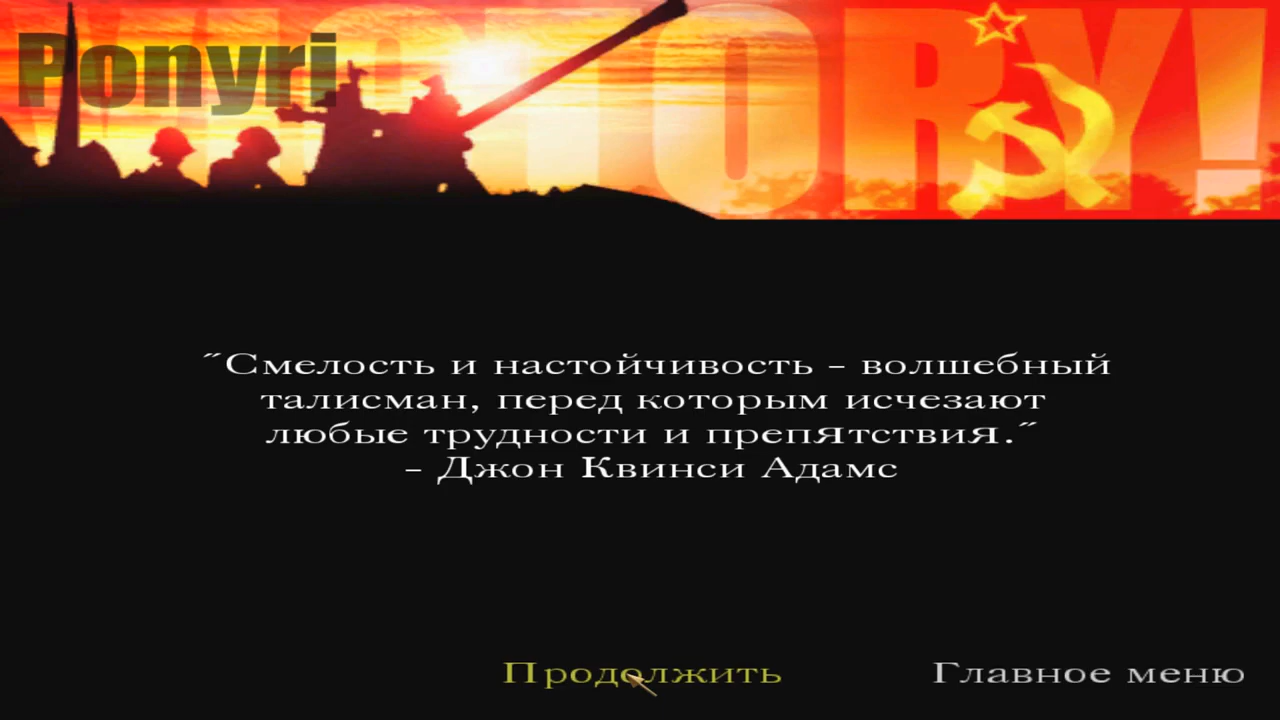 VICTORY!
Ponyri
"Смелость и настойчивость – волшебный
талисман, перед которым исчезают
любые трудности и препятствия."
– Джон Квинси Адамс
Продолжить
Главное меню